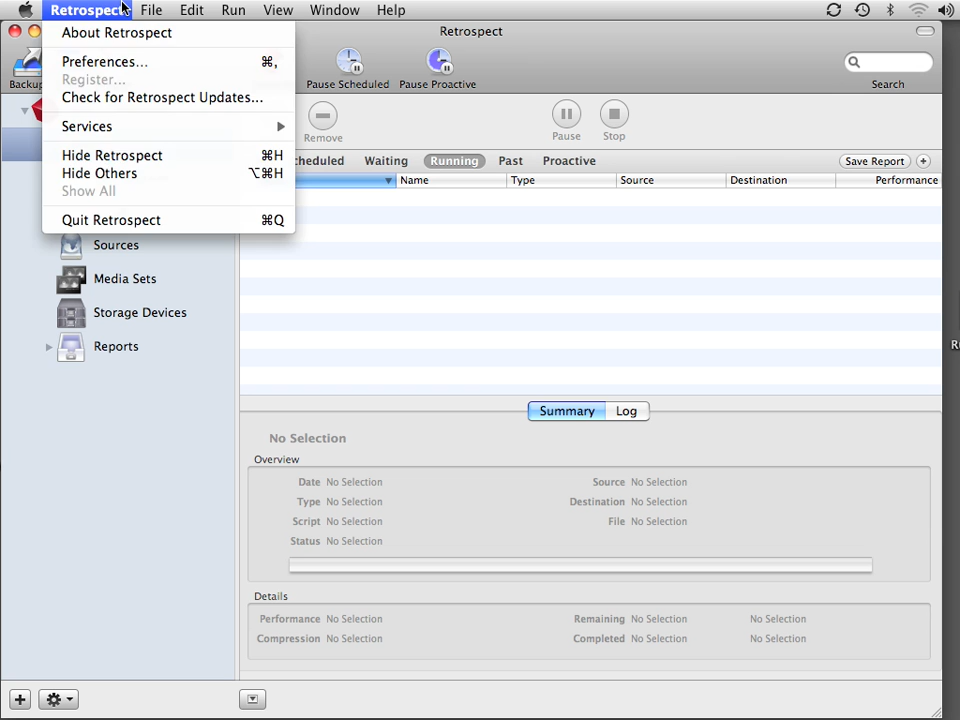 Retrospect File Edit Run View Window Help
Retrospect
About Retrospect
Preferences... ⌘,
Register...
Check for Retrospect Updates...
Services
Hide Retrospect ⌘H
Hide Others ⌥⌘H
Show All
Quit Retrospect ⌘Q
Pause Scheduled Pause Proactive Search
Remove Pause Stop
Waiting Running Past Proactive Save Report
Name Type Source Destination Performance
Sources
Media Sets
Storage Devices
Reports
Summary Log
No Selection
Overview
Date No Selection Source No Selection
Type No Selection Destination No Selection
Script No Selection File No Selection
Status No Selection
Details
Performance No Selection Remaining No Selection No Selection
Compression No Selection Completed No Selection No Selection